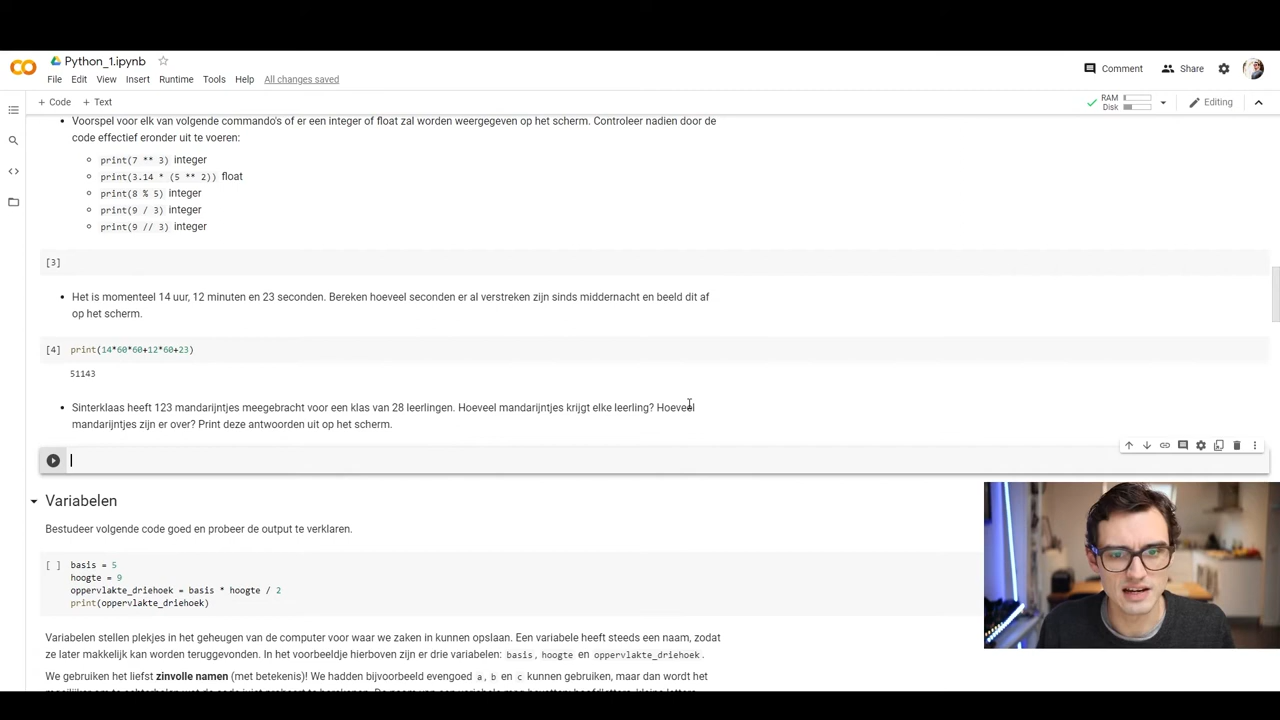 Python_1.ipynb
File Edit View Insert Runtime Tools Help All changes saved
Comment Share
+ Code + Text
RAM
Disk
Editing
• Voorspel voor elk van volgende commando's of er een integer of float zal worden weergegeven op het scherm. Controleer nadien door de
code effectief eronder uit te voeren:
print(7 ** 3) integer
print(3.14 * (5 ** 2)) float
print(8 % 5) integer
print(9 / 3) integer
print(9 // 3) integer
[3]
• Het is momenteel 14 uur, 12 minuten en 23 seconden. Bereken hoeveel seconden er al verstreken zijn sinds middernacht en beeld dit af
op het scherm.
[4] print(14*60*60+12*60+23)
51143
• Sinterklaas heeft 123 mandarijntjes meegebracht voor een klas van 28 leerlingen. Hoeveel mandarijntjes krijgt elke leerling? Hoeveel
mandarijntjes zijn er over? Print deze antwoorden uit op het scherm.
Variabelen
Bestudeer volgende code goed en probeer de output te verklaren.
[ ] basis = 5
hoogte = 9
oppervlakte_driehoek = basis * hoogte / 2
print(oppervlakte_driehoek)
Variabelen stellen plekjes in het geheugen van de computer voor waar we zaken in kunnen opslaan. Een variabele heeft steeds een naam, zodat
ze later makkelijk kan worden teruggevonden. In het voorbeeldje hierboven zijn er drie variabelen: basis, hoogte en oppervlakte_driehoek.
We gebruiken het liefst zinvolle namen (met betekenis)! We hadden bijvoorbeeld evengoed a, b en c kunnen gebruiken, maar dan wordt het